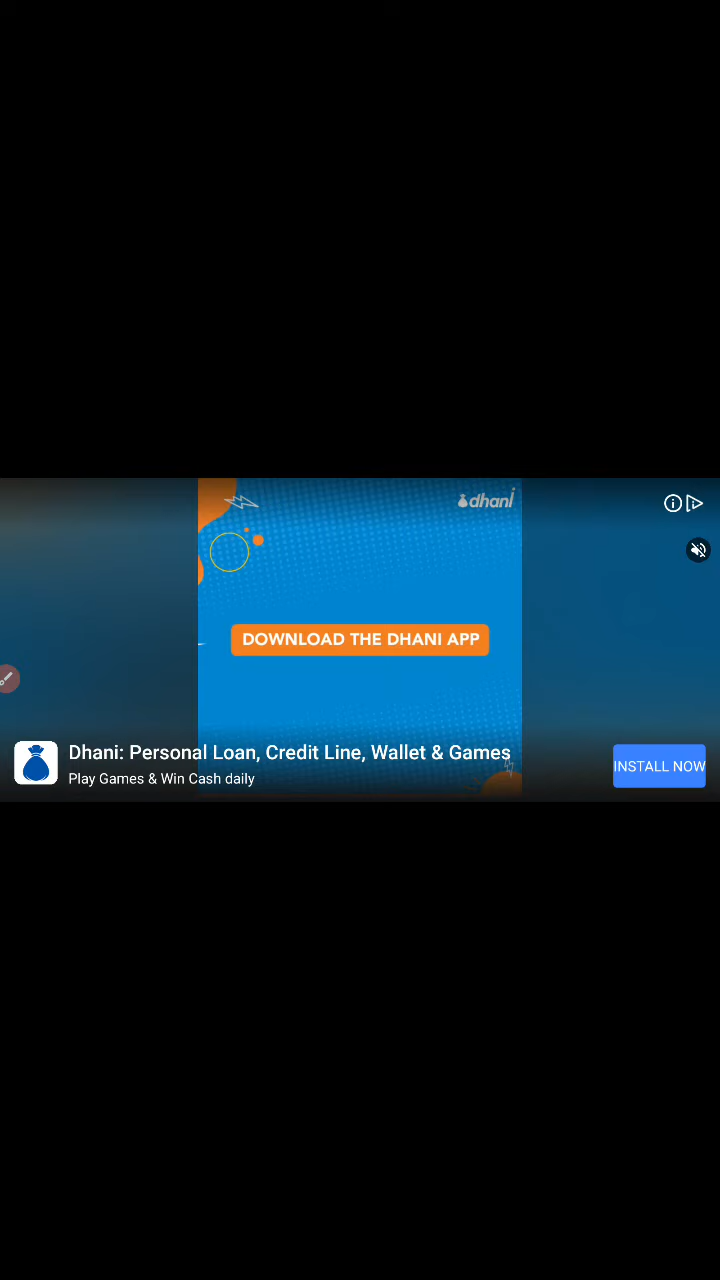 dhani
DOWNLOAD THE DHANI APP
Dhani: Personal Loan, Credit Line, Wallet & Games
Play Games & Win Cash daily
INSTALL NOW